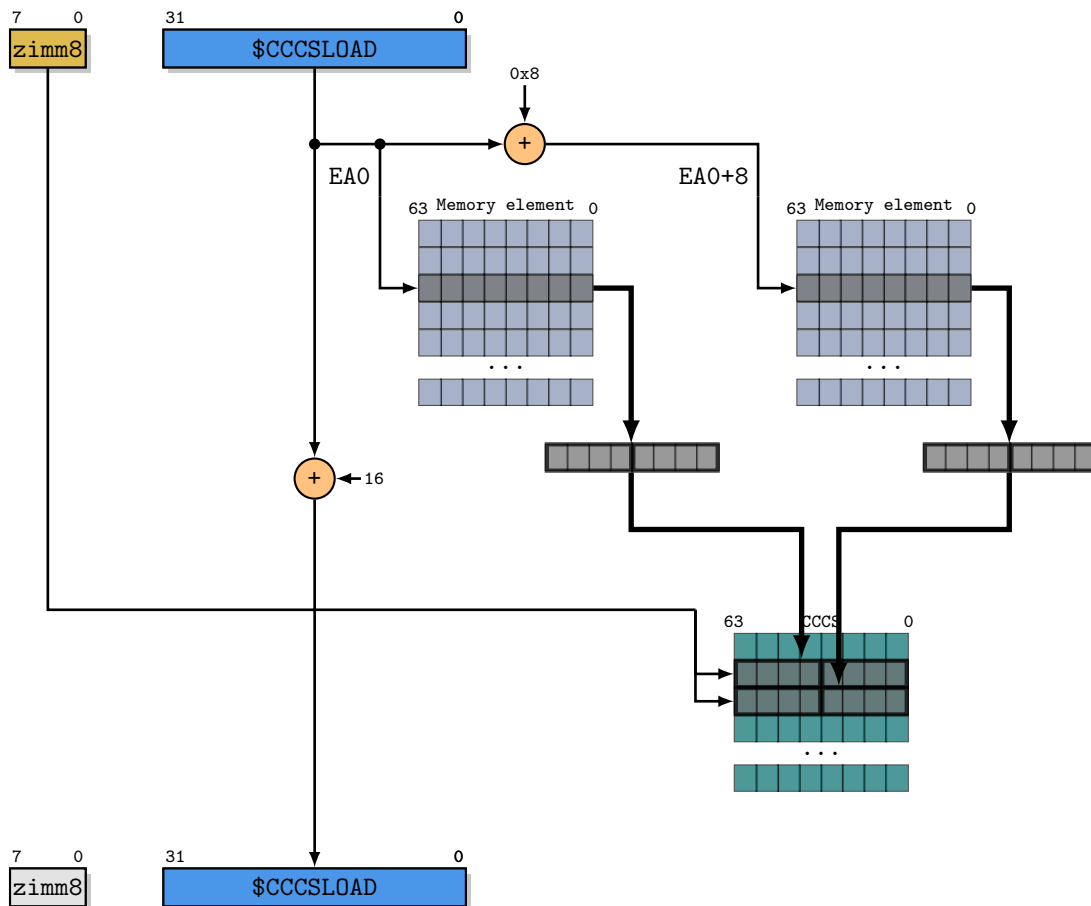 7 0
31 0
zimm8
$CCCSLOAD
0x8
+
EA0
EA0+8
63 Memory element 0
63 Memory element 0
...
...
+
16
63 CCCS 0
...
7 0
31 0
zimm8
$CCCSLOAD